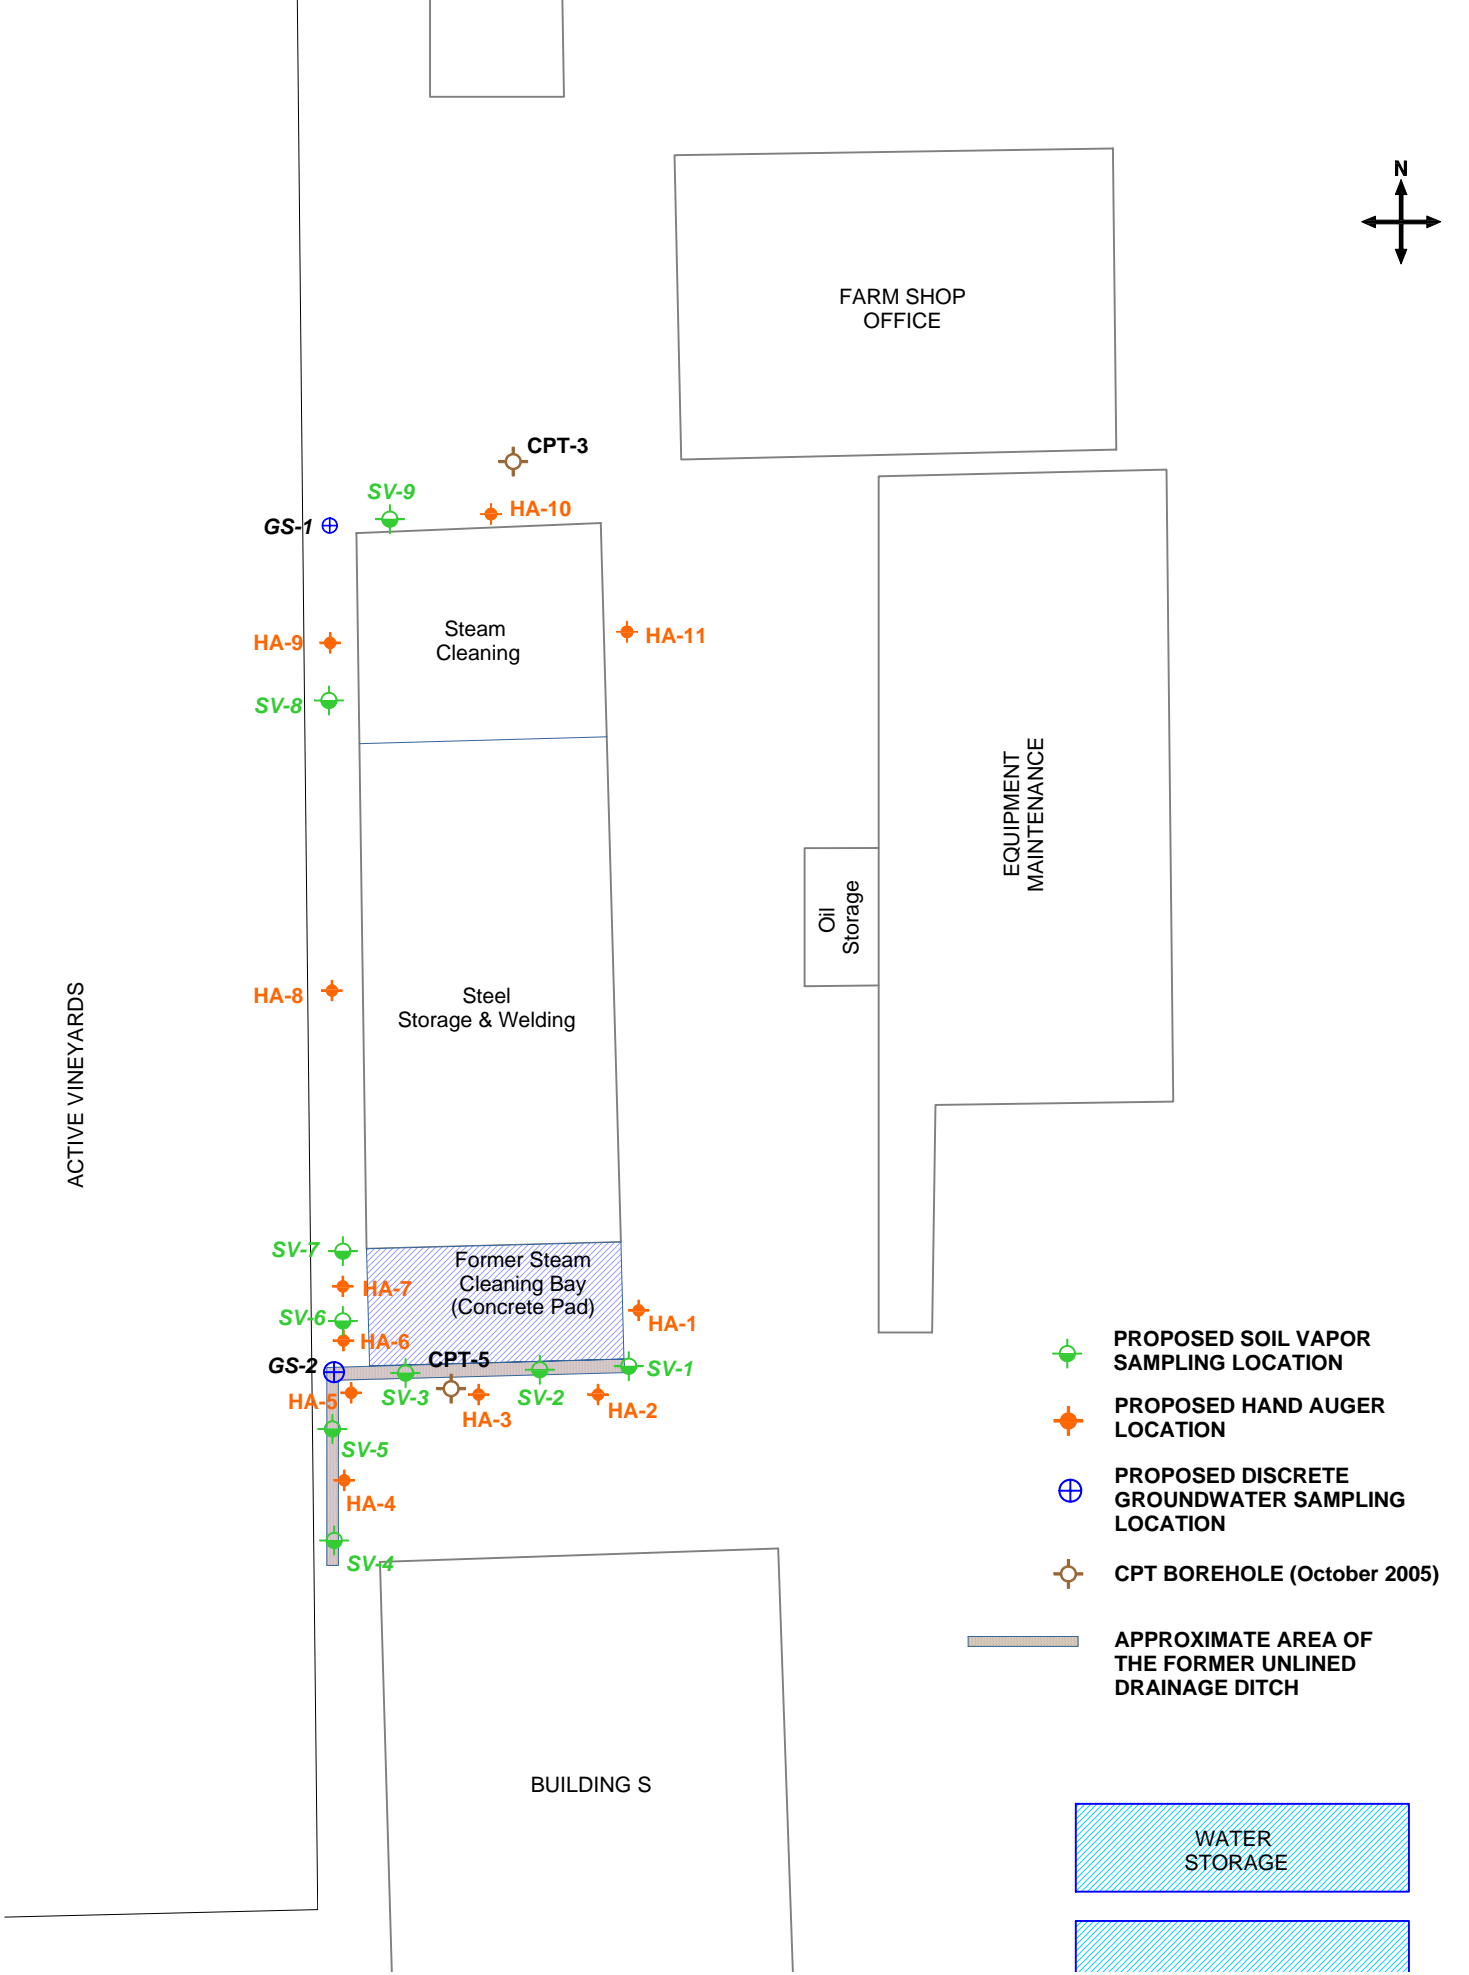 N
FARM SHOP
OFFICE
CPT-3
SV-9
HA-10
GS-1
Steam
Cleaning
HA-9
HA-11
SV-8
EQUIPMENT
MAINTENANCE
Oil
Storage
HA-8
Steel
Storage & Welding
ACTIVE VINEYARDS
SV-7
Former Steam
Cleaning Bay
(Concrete Pad)
HA-7
SV-6
HA-1
HA-6
GS-2
CPT-5
SV-1
HA-5
SV-3
SV-2
HA-3
HA-2
SV-5
HA-4
SV-4
PROPOSED SOIL VAPOR
SAMPLING LOCATION
PROPOSED HAND AUGER
LOCATION
PROPOSED DISCRETE
GROUNDWATER SAMPLING
LOCATION
CPT BOREHOLE (October 2005)
APPROXIMATE AREA OF
THE FORMER UNLINED
DRAINAGE DITCH
BUILDING S
WATER
STORAGE